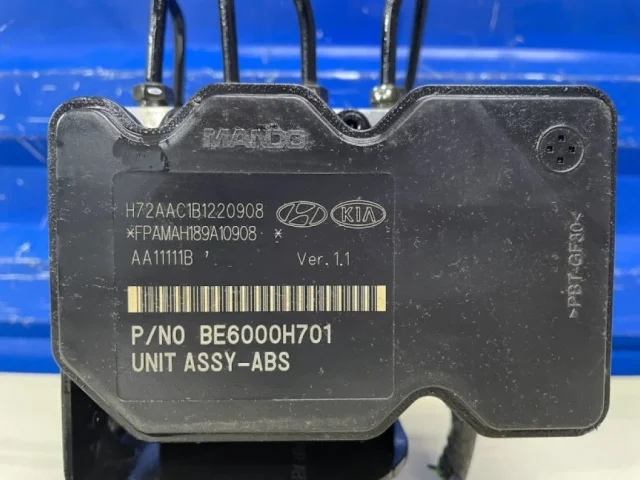 MANDO
H72AAC1B1220908
KIA
*FPAMAH189A10908 *
AA11111B '
Ver. 1.1
P/NO BE6000H701
UNIT ASSY-ABS
>PBT-GF30<